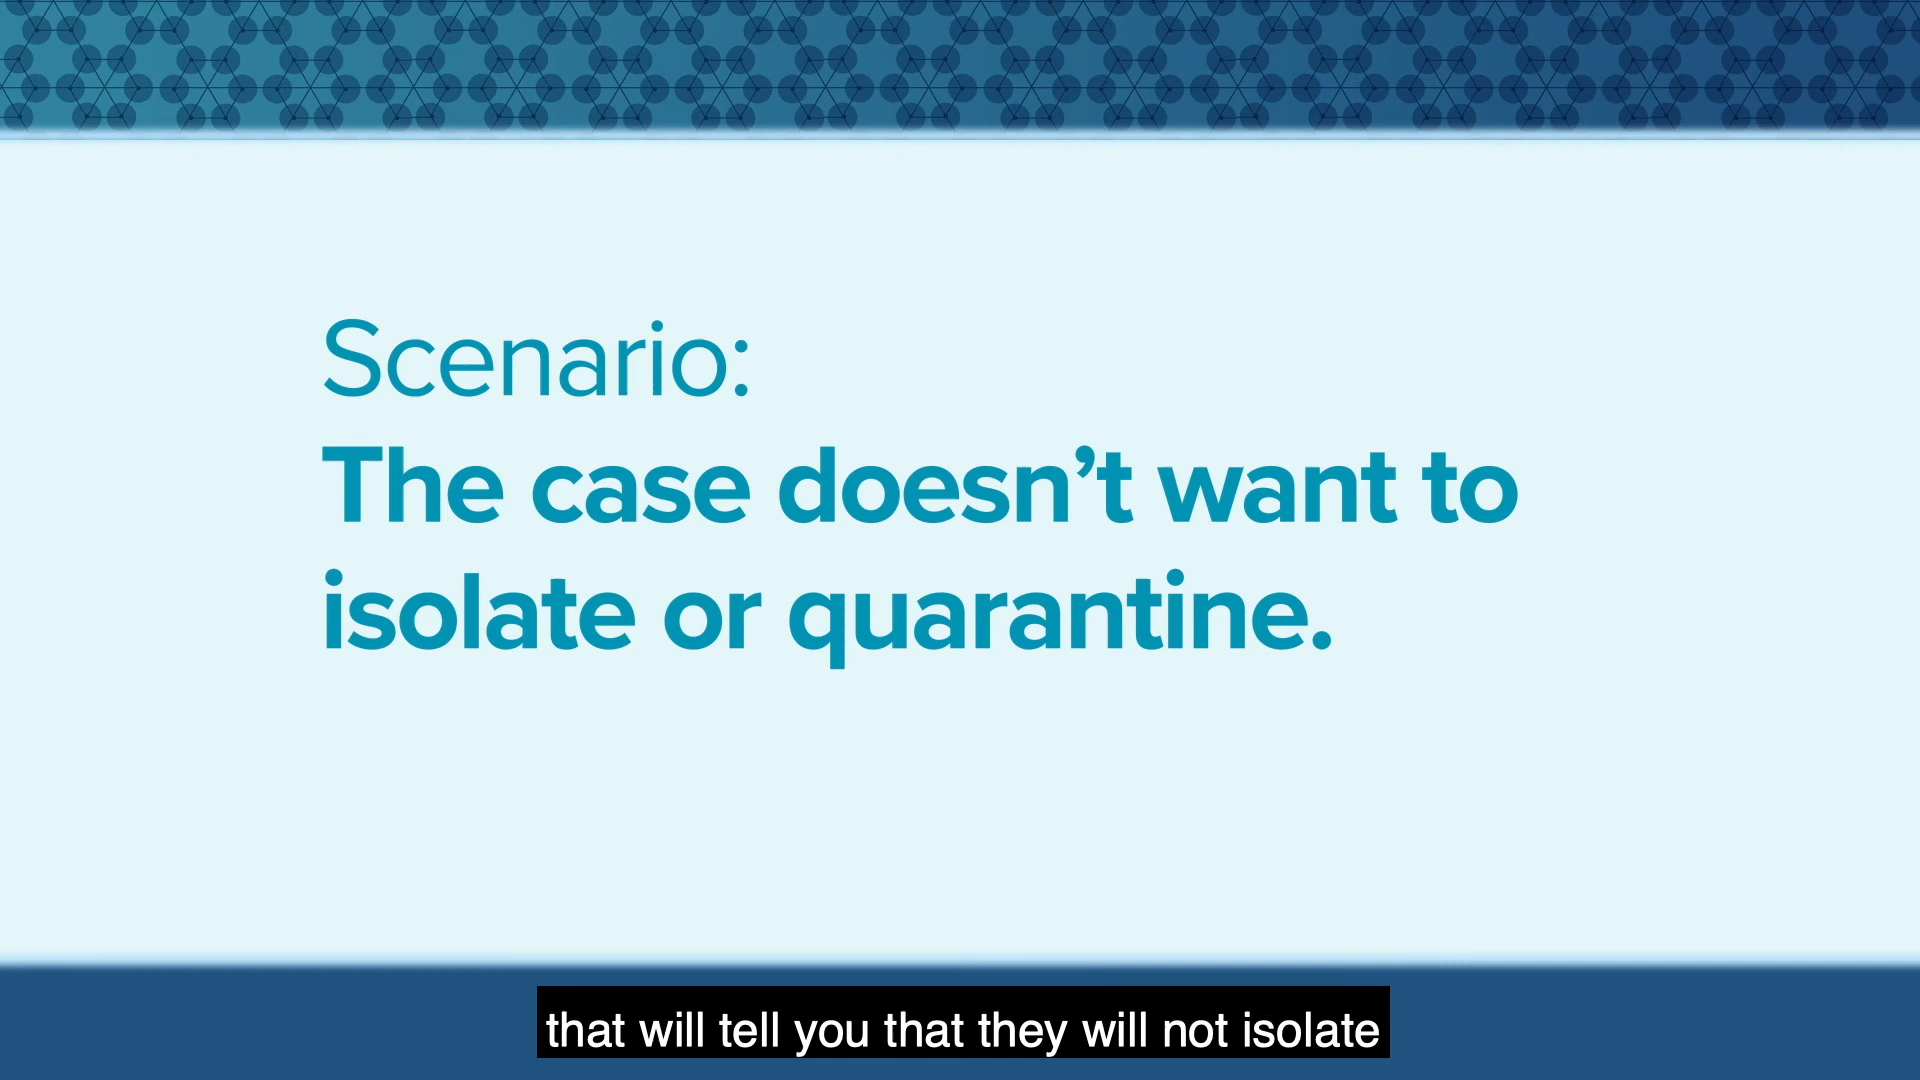 Scenario:
The case doesn’t want to
isolate or quarantine.
that will tell you that they will not isolate